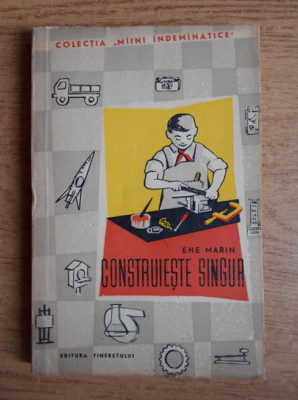 COLECȚIA „MÎINI ÎNDEMÎNATICE"
ENE MARIN
CONSTRUIEȘTE SINGUR
EDITURA TINERETULUI